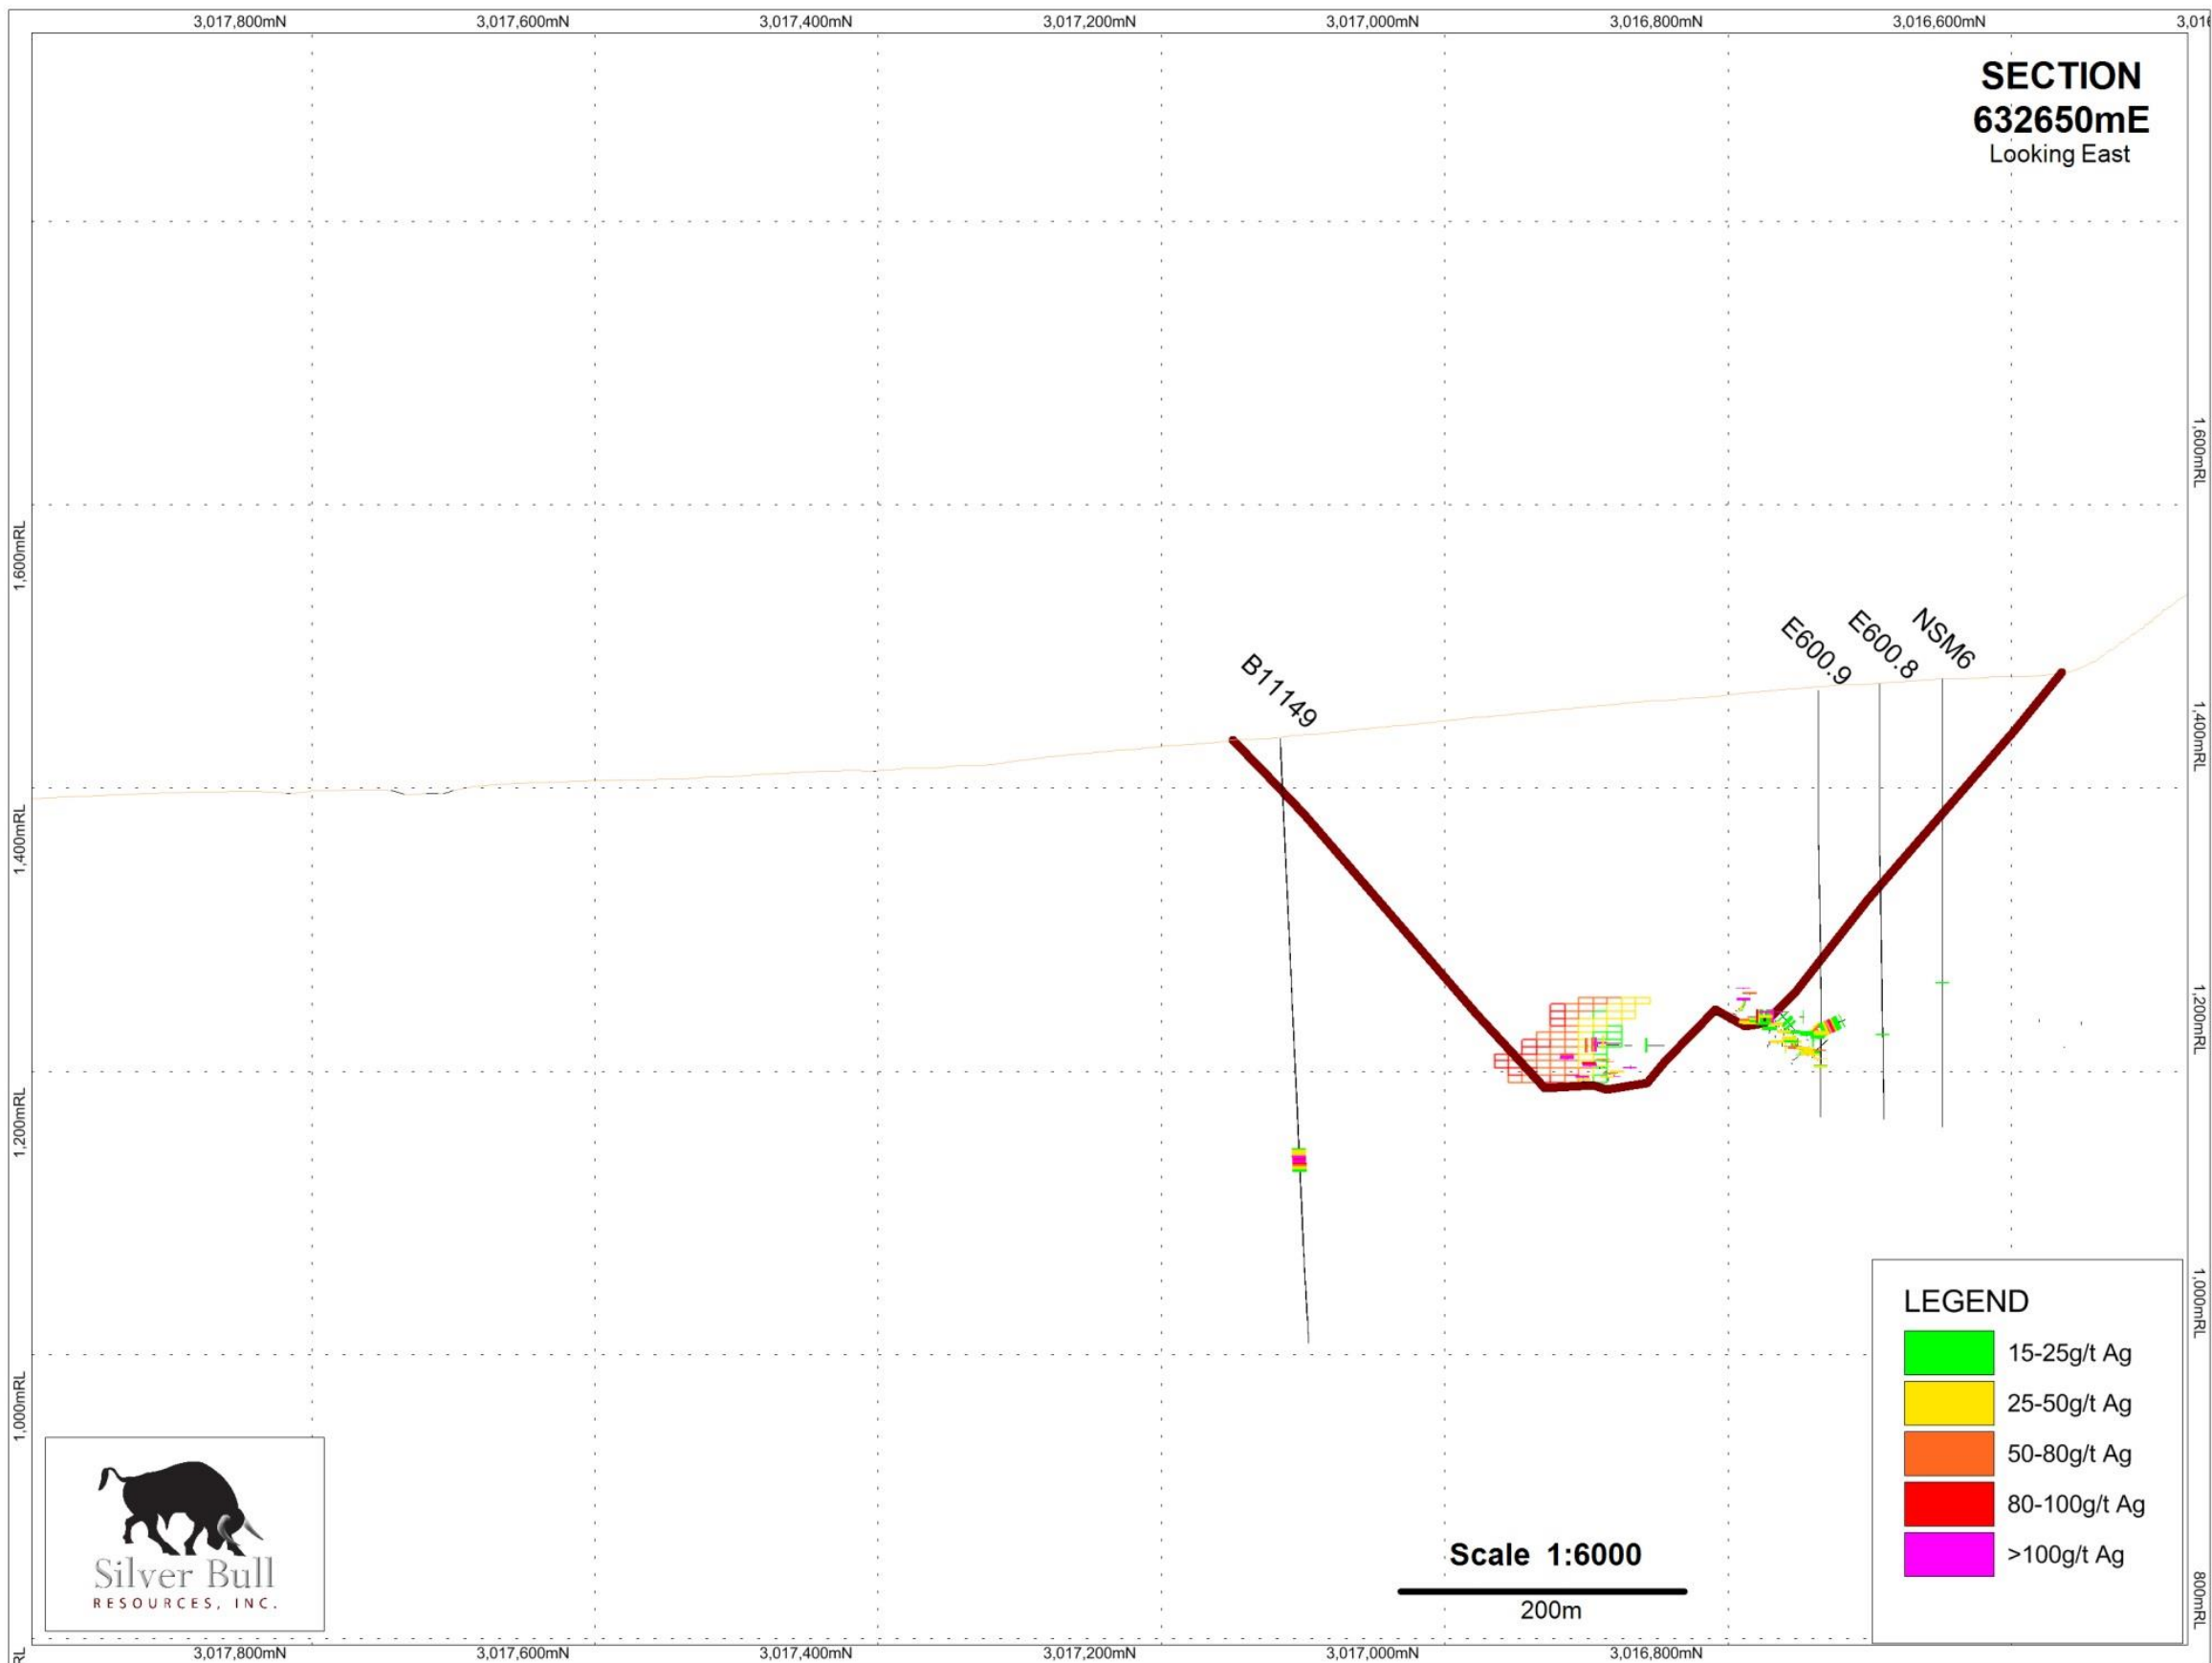 3,017,800mN 3,017,600mN 3,017,400mN 3,017,200mN 3,017,000mN 3,016,800mN 3,016,600mN 3,016
SECTION
632650mE
Looking East
1,600mRL
1,600mRL
NSM6
E600.8
E600.9
B11149
1,400mRL
1,400mRL
1,200mRL
1,200mRL
1,000mRL
1,000mRL
LEGEND
15-25g/t Ag
25-50g/t Ag
50-80g/t Ag
80-100g/t Ag
>100g/t Ag
Scale 1:6000
200m
Silver Bull
RESOURCES, INC.
800mRL
RL
3,017,800mN 3,017,600mN 3,017,400mN 3,017,200mN 3,017,000mN 3,016,800mN